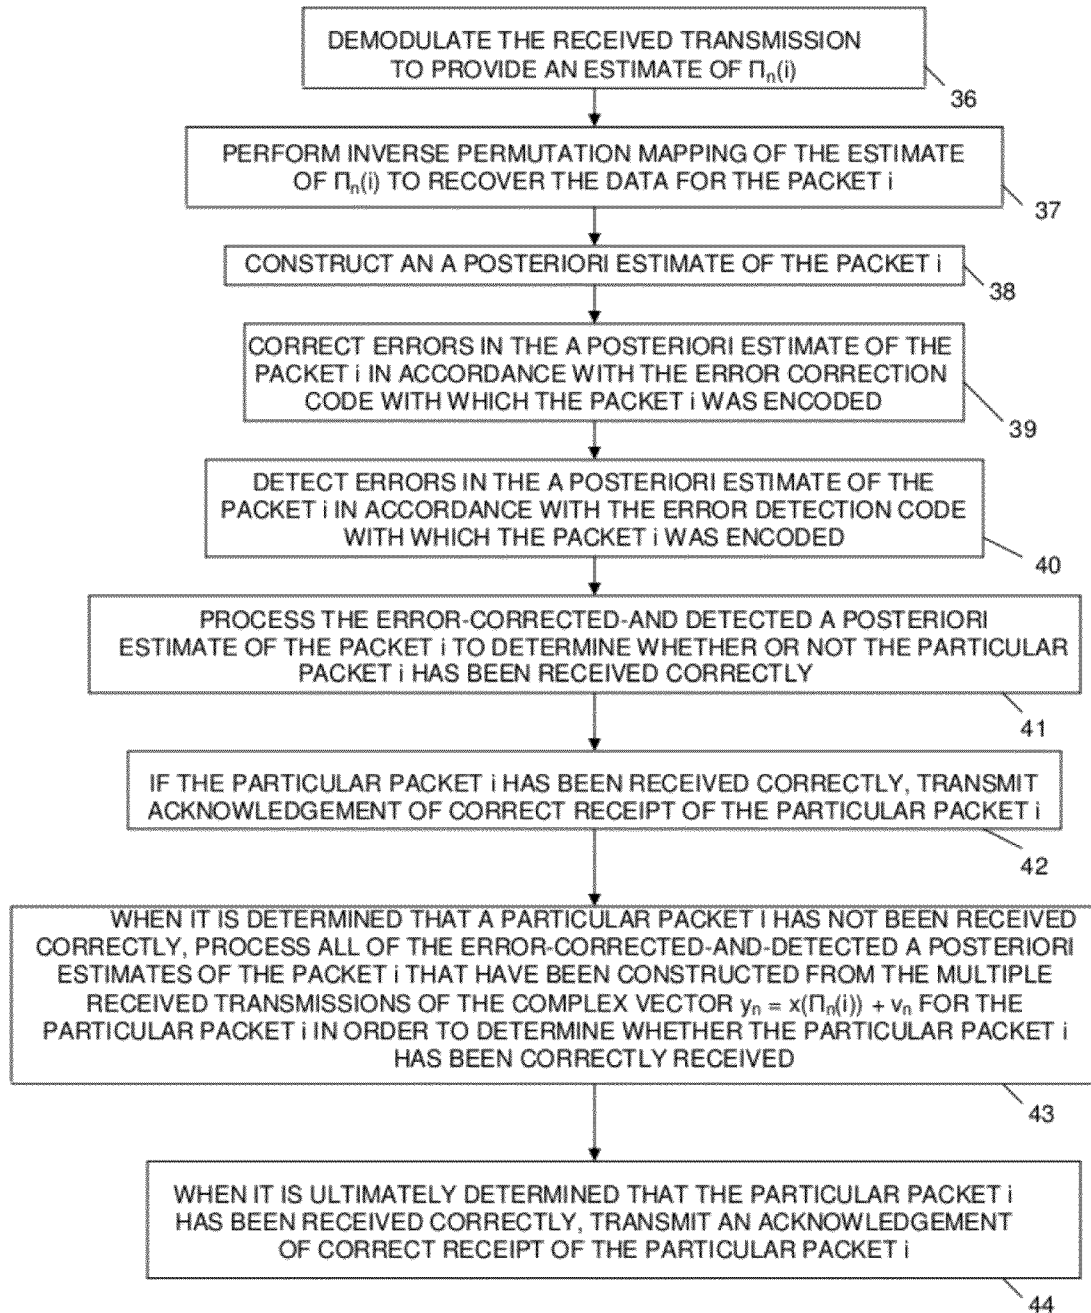 DEMODULATE THE RECEIVED TRANSMISSION
TO PROVIDE AN ESTIMATE OF Πn(i)
36
PERFORM INVERSE PERMUTATION MAPPING OF THE ESTIMATE
OF Πn(i) TO RECOVER THE DATA FOR THE PACKET i
37
CONSTRUCT AN A POSTERIORI ESTIMATE OF THE PACKET i
38
CORRECT ERRORS IN THE A POSTERIORI ESTIMATE OF THE
PACKET i IN ACCORDANCE WITH THE ERROR CORRECTION
CODE WITH WHICH THE PACKET i WAS ENCODED
39
DETECT ERRORS IN THE A POSTERIORI ESTIMATE OF THE
PACKET i IN ACCORDANCE WITH THE ERROR DETECTION CODE
WITH WHICH THE PACKET i WAS ENCODED
40
PROCESS THE ERROR-CORRECTED-AND DETECTED A POSTERIORI
ESTIMATE OF THE PACKET i TO DETERMINE WHETHER OR NOT THE PARTICULAR
PACKET i HAS BEEN RECEIVED CORRECTLY
41
IF THE PARTICULAR PACKET i HAS BEEN RECEIVED CORRECTLY, TRANSMIT
ACKNOWLEDGEMENT OF CORRECT RECEIPT OF THE PARTICULAR PACKET i
42
WHEN IT IS DETERMINED THAT A PARTICULAR PACKET I HAS NOT BEEN RECEIVED
CORRECTLY, PROCESS ALL OF THE ERROR-CORRECTED-AND-DETECTED A POSTERIORI
ESTIMATES OF THE PACKET i THAT HAVE BEEN CONSTRUCTED FROM THE MULTIPLE
RECEIVED TRANSMISSIONS OF THE COMPLEX VECTOR yn = x(Πn(i)) + vn FOR THE
PARTICULAR PACKET i IN ORDER TO DETERMINE WHETHER THE PARTICULAR PACKET i
HAS BEEN CORRECTLY RECEIVED
43
WHEN IT IS ULTIMATELY DETERMINED THAT THE PARTICULAR PACKET i
HAS BEEN RECEIVED CORRECTLY, TRANSMIT AN ACKNOWLEDGEMENT
OF CORRECT RECEIPT OF THE PARTICULAR PACKET i
44